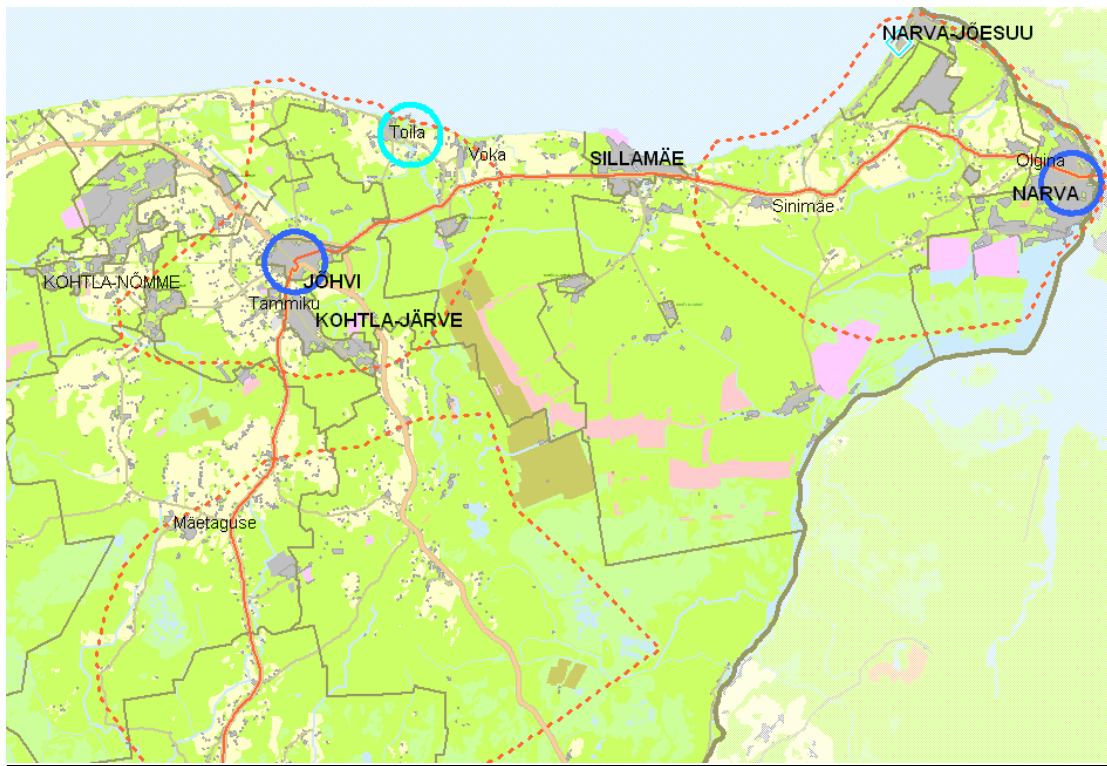 NARVA-JÕESUU
Toila
Voka
SILLAMÄE
Olgina
NARVA
Sinimäe
KOHTLA-NÕMME
JÕHVI
Tammiku
KOHTLA-JÄRVE
Mäetaguse